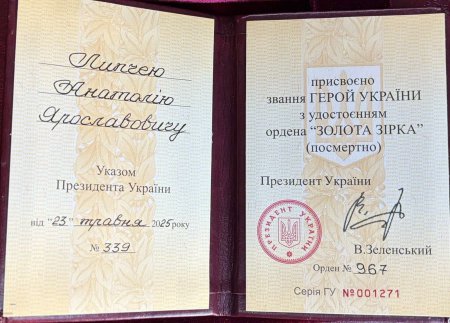 Липчею
Анатолію
Ярославовичу
Указом
Президента України
від "23" травня 2025 року
№ 339
присвоєно
звання ГЕРОЙ УКРАЇНИ
з удостоєнням
ордена "ЗОЛОТА ЗІРКА"
(посмертно)
Президент України
ПРЕЗИДЕНТ УКРАЇНИ
В.Зеленський
Орден № 967
Серія ГУ №001271